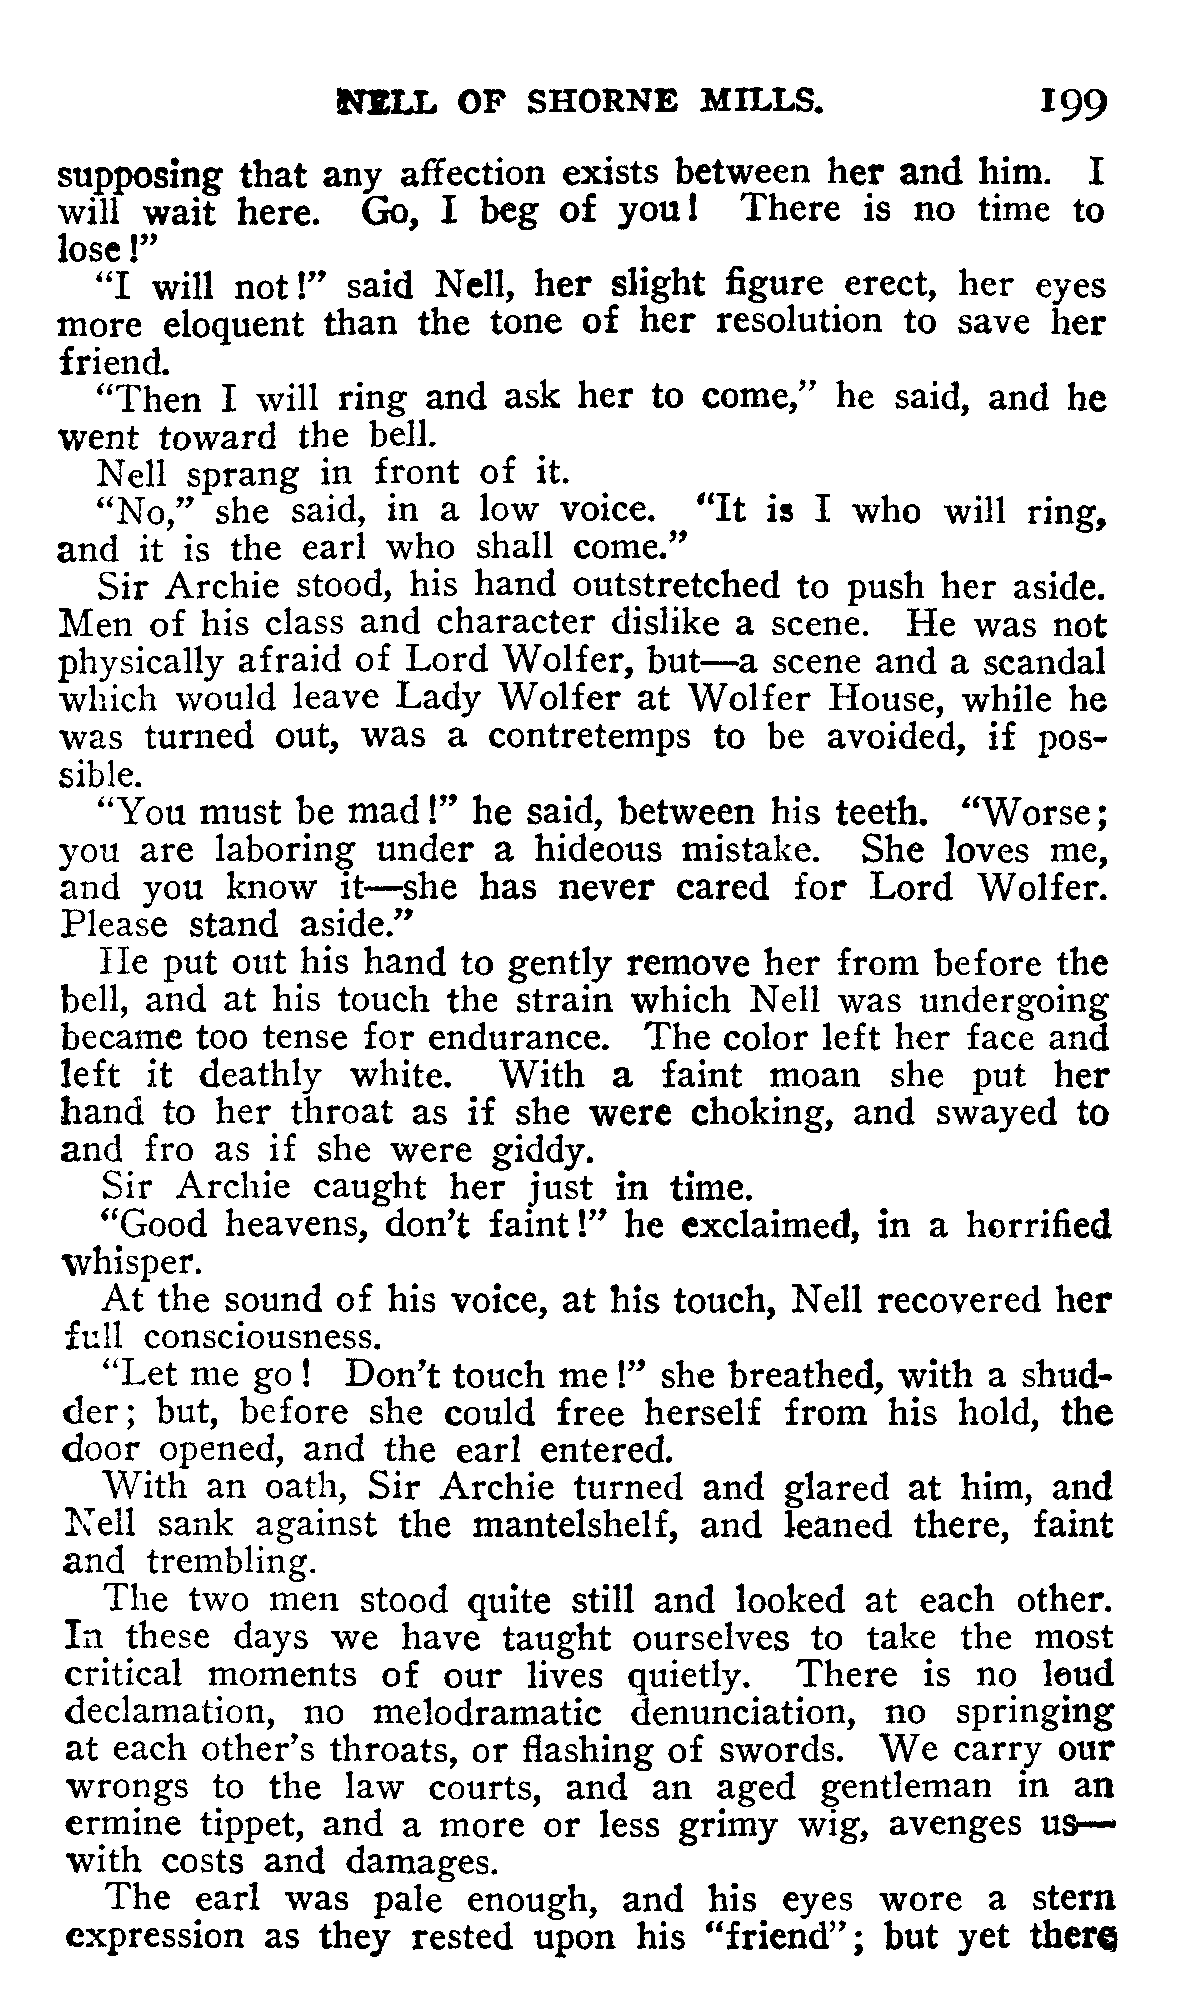 NELL OF SHORNE MILLS. 199
supposing that any affection exists between her and him. I
will wait here. Go, I beg of you! There is no time to
lose!"
"I will not!" said Nell, her slight figure erect, her eyes
more eloquent than the tone of her resolution to save her
friend.
"Then I will ring and ask her to come," he said, and he
went toward the bell.
Nell sprang in front of it.
"No," she said, in a low voice. "It is I who will ring,
and it is the earl who shall come."
Sir Archie stood, his hand outstretched to push her aside.
Men of his class and character dislike a scene. He was not
physically afraid of Lord Wolfer, but—a scene and a scandal
which would leave Lady Wolfer at Wolfer House, while he
was turned out, was a contretemps to be avoided, if pos-
sible.
"You must be mad!" he said, between his teeth. "Worse;
you are laboring under a hideous mistake. She loves me,
and you know it—she has never cared for Lord Wolfer.
Please stand aside."
He put out his hand to gently remove her from before the
bell, and at his touch the strain which Nell was undergoing
became too tense for endurance. The color left her face and
left it deathly white. With a faint moan she put her
hand to her throat as if she were choking, and swayed to
and fro as if she were giddy.
Sir Archie caught her just in time.
"Good heavens, don't faint!" he exclaimed, in a horrified
whisper.
At the sound of his voice, at his touch, Nell recovered her
full consciousness.
"Let me go! Don't touch me!" she breathed, with a shud-
der; but, before she could free herself from his hold, the
door opened, and the earl entered.
With an oath, Sir Archie turned and glared at him, and
Nell sank against the mantelshelf, and leaned there, faint
and trembling.
The two men stood quite still and looked at each other.
In these days we have taught ourselves to take the most
critical moments of our lives quietly. There is no loud
declamation, no melodramatic denunciation, no springing
at each other's throats, or flashing of swords. We carry our
wrongs to the law courts, and an aged gentleman in an
ermine tippet, and a more or less grimy wig, avenges us—
with costs and damages.
The earl was pale enough, and his eyes wore a stern
expression as they rested upon his "friend"; but yet there